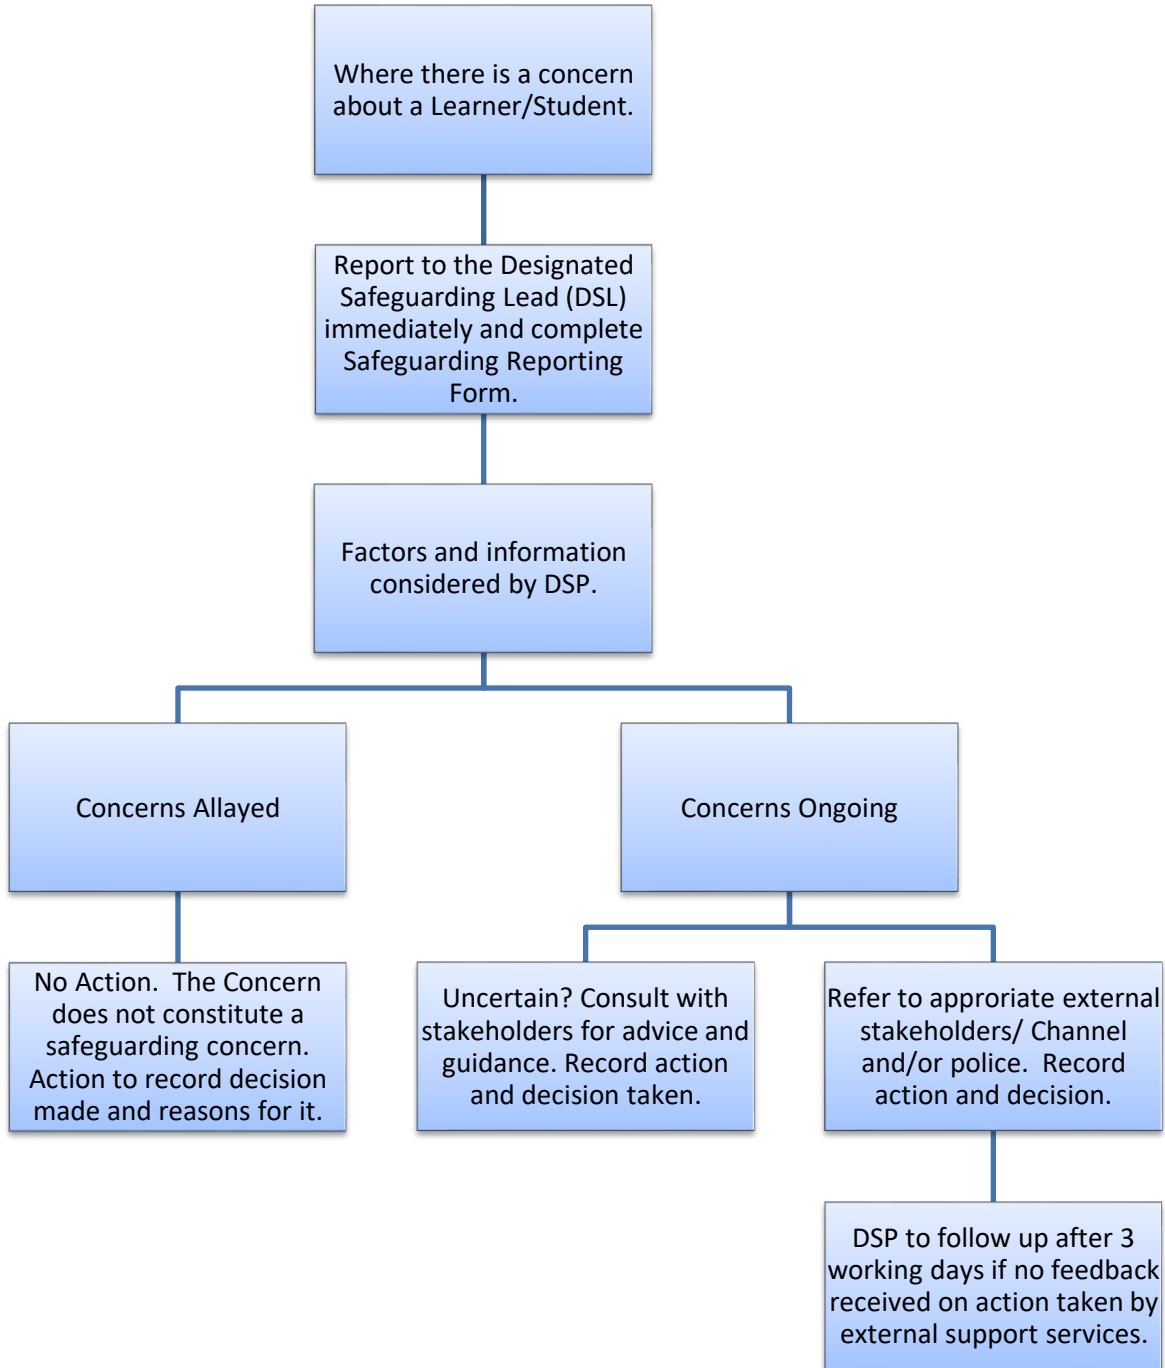 Where there is a concern
about a Learner/Student.
Report to the Designated
Safeguarding Lead (DSL)
immediately and complete
Safeguarding Reporting
Form.
Factors and information
considered by DSP.
Concerns Allayed
Concerns Ongoing
No Action.  The Concern
does not constitute a
safeguarding concern.
Action to record decision
made and reasons for it.
Uncertain? Consult with
stakeholders for advice and
guidance. Record action
and decision taken.
Refer to approriate external
stakeholders/ Channel
and/or police.  Record
action and decision.
DSP to follow up after 3
working days if no feedback
received on action taken by
external support services.